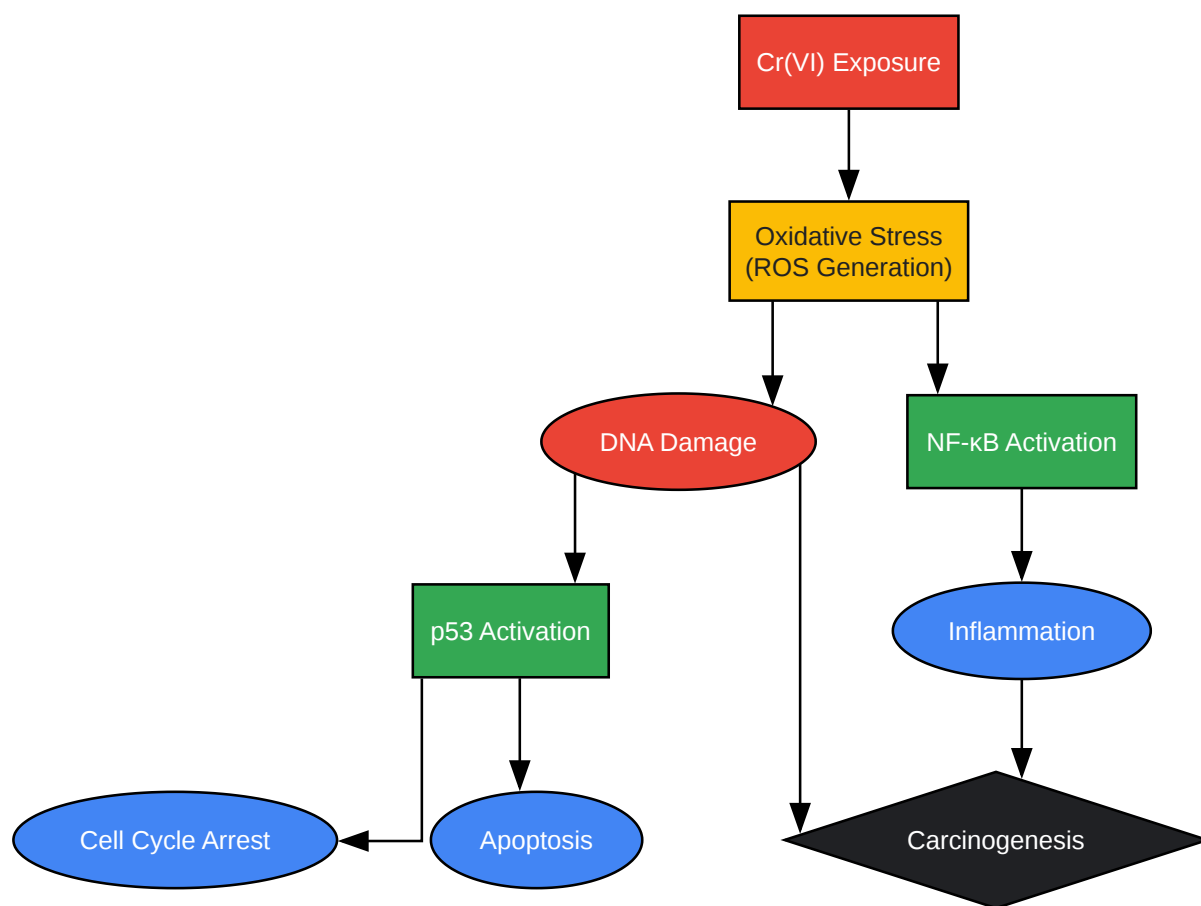 Cr(VI) Exposure
Oxidative Stress
(ROS Generation)
DNA Damage
NF-κB Activation
p53 Activation
Inflammation
Cell Cycle Arrest
Apoptosis
Carcinogenesis